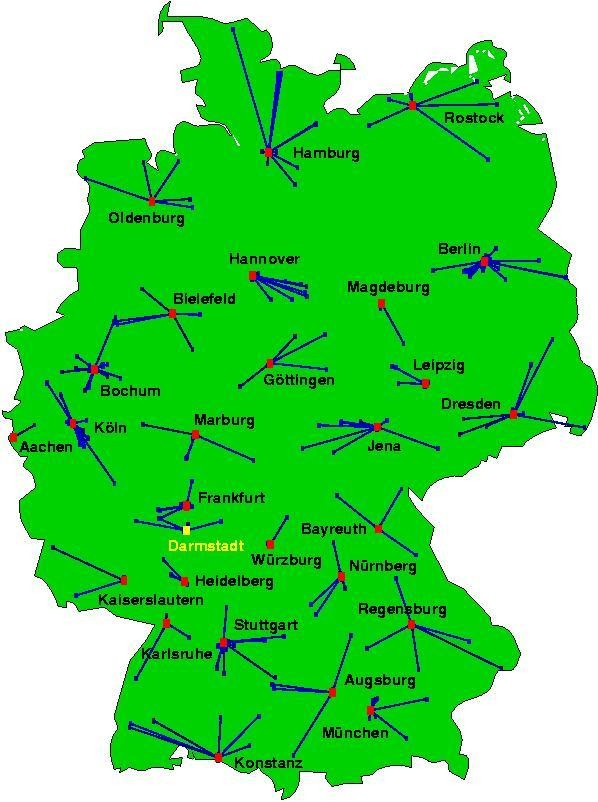 Rostock
Hamburg
Oldenburg
Berlin
Hannover
Magdeburg
Bielefeld
Leipzig
Göttingen
Bochum
Dresden
Marburg
Köln
Aachen
Jena
Frankfurt
Bayreuth
Darmstadt
Würzburg
Nürnberg
Heidelberg
Kaiserslautern
Regensburg
Stuttgart
Karlsruhe
Augsburg
München
Konstanz